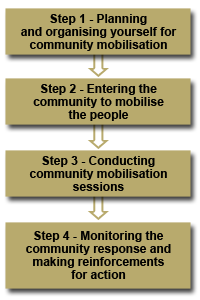 Step 1 - Planning
and organising yourself for
community mobilisation
Step 2 - Entering the
community to mobilise
the people
Step 3 - Conducting
community mobilisation
sessions
Step 4 - Monitoring the
community response and
making reinforcements
for action